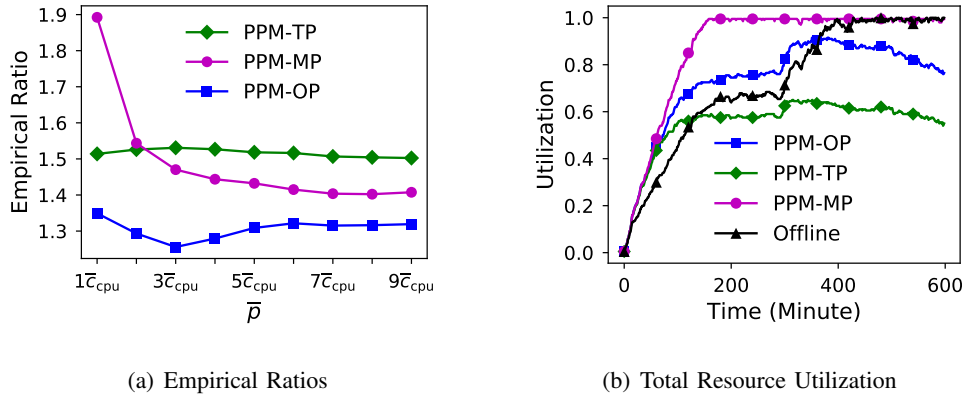 1.9
1.8
1.7
1.6
1.5
1.4
1.3
Empirical Ratio
PPM-TP
PPM-MP
PPM-OP
1c̅cpu 3c̅cpu 5c̅cpu 7c̅cpu 9c̅cpu
p̅
(a) Empirical Ratios
1.0
0.8
0.6
0.4
0.2
0.0
Utilization
PPM-OP
PPM-TP
PPM-MP
Offline
0 200 400 600
Time (Minute)
(b) Total Resource Utilization